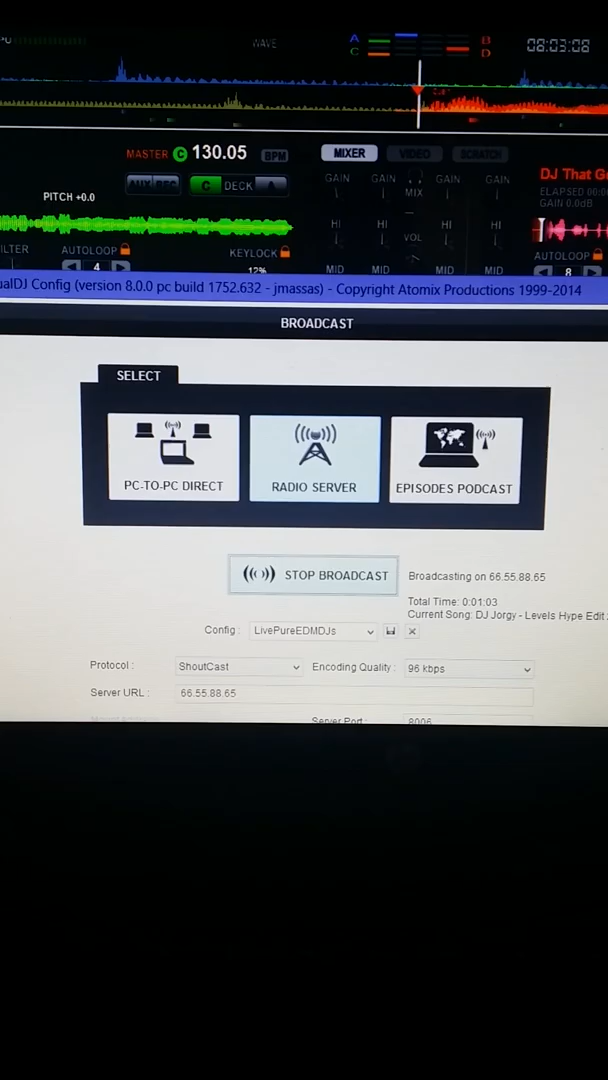 WAVE
A
B
C
D
08:03:08
MASTER C 130.05 BPM
MIXER
VIDEO
SCRATCH
PITCH +0.0
AUX REC
C DECK A
GAIN
GAIN
MIX
GAIN
GAIN
DJ That G
ELAPSED 00:0
GAIN 0.0dB
HI
HI
VOL
HI
HI
ILTER
AUTOLOOP
KEYLOCK
AUTOLOOP
4
12%
MID
MID
MID
MID
8
ualDJ Config (version 8.0.0 pc build 1752.632 - jmassas) - Copyright Atomix Productions 1999-2014
BROADCAST
SELECT
PC-TO-PC DIRECT
RADIO SERVER
EPISODES PODCAST
STOP BROADCAST
Broadcasting on 66.55.88.65
Total Time: 0:01:03
Current Song: DJ Jorgy - Levels Hype Edit
Config : LivePureEDMDJs
Protocol : ShoutCast
Encoding Quality : 96 kbps
Server URL : 66.55.88.65
Server Port : 8006